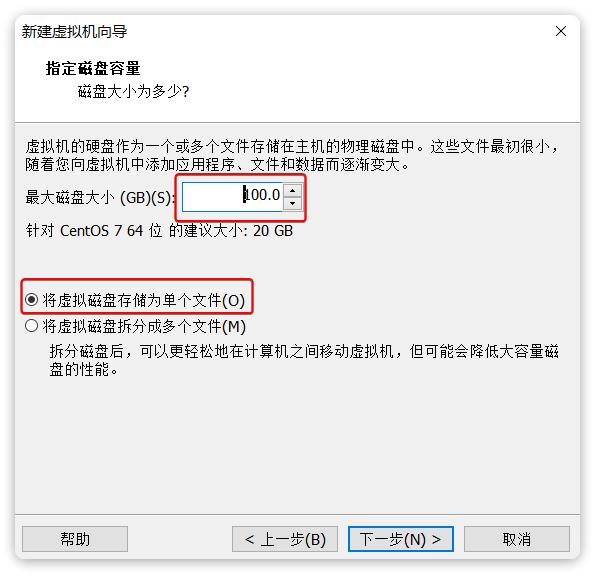 新建虚拟机向导
指定磁盘容量
磁盘大小为多少?
虚拟机的硬盘作为一个或多个文件存储在主机的物理磁盘中。这些文件最初很小，
随着您向虚拟机中添加应用程序、文件和数据而逐渐变大。
最大磁盘大小 (GB)(S): 100.0
针对 CentOS 7 64 位 的建议大小: 20 GB
将虚拟磁盘存储为单个文件(O)
将虚拟磁盘拆分成多个文件(M)
拆分磁盘后，可以更轻松地在计算机之间移动虚拟机，但可能会降低大容量磁
盘的性能。
帮助 < 上一步(B) 下一步(N) > 取消